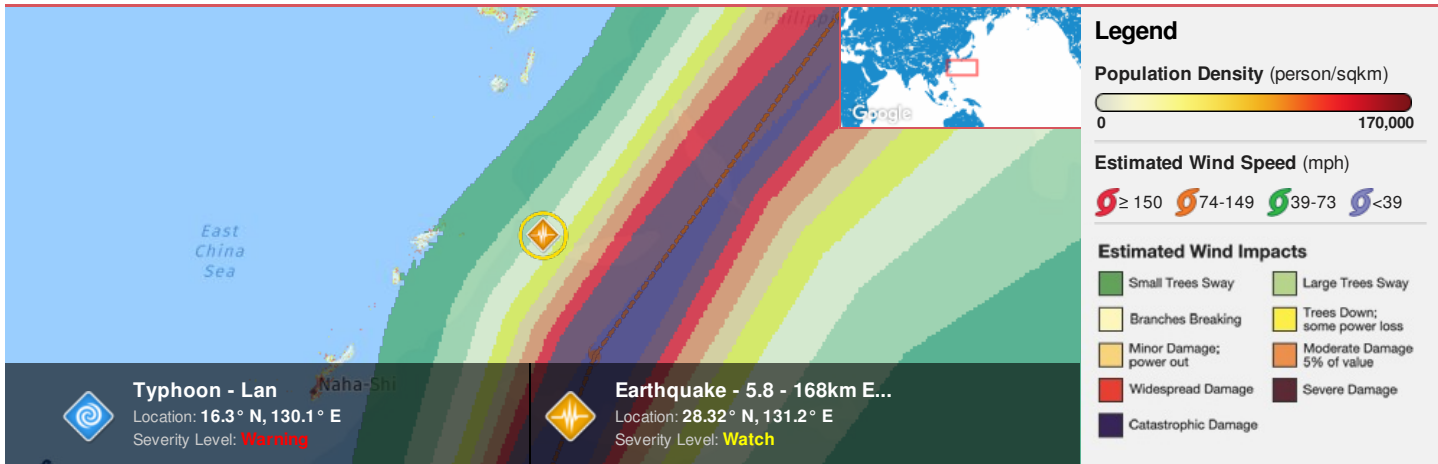 Philippi
East
China
Sea
Naha-Shi
Google
Typhoon - Lan
Location: 16.3° N, 130.1° E
Severity Level: Warning
Earthquake - 5.8 - 168km E...
Location: 28.32° N, 131.2° E
Severity Level: Watch
Legend
Population Density (person/sqkm)
0 170,000
Estimated Wind Speed (mph)
≥ 150 74-149 39-73 <39
Estimated Wind Impacts
Small Trees Sway
Large Trees Sway
Branches Breaking
Trees Down;
some power loss
Minor Damage;
power out
Moderate Damage
5% of value
Widespread Damage
Severe Damage
Catastrophic Damage